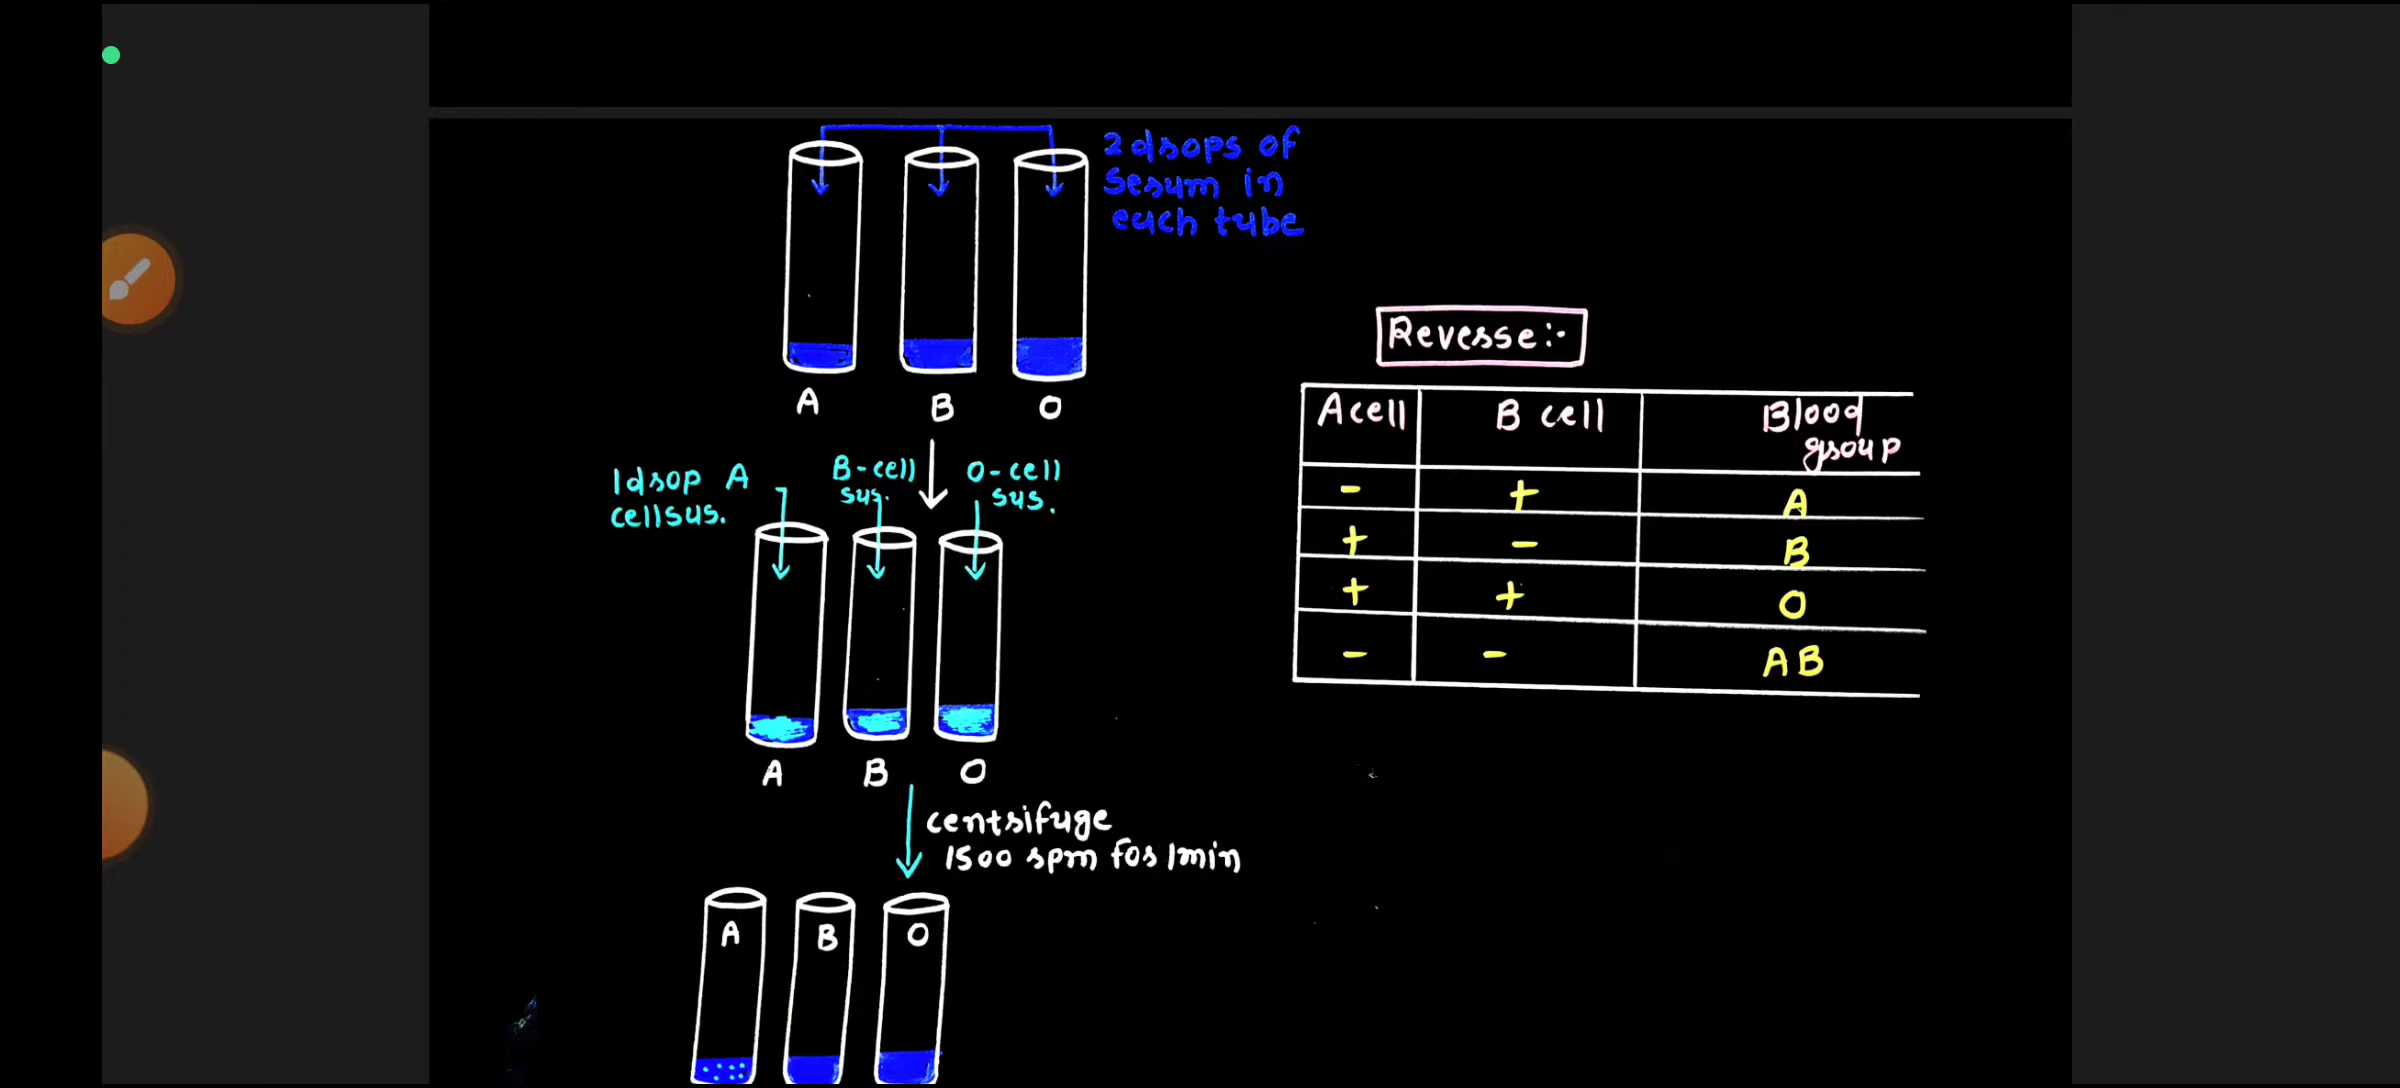 2 drops of
Serum in
each tube
A B O
1 drop A
cell sus.
B-cell
sus.
O-cell
sus.
A B O
centrifuge
1500 rpm for 1min
A B O
Reverse:-
A cell B cell Blood
group
- + A
+ - B
+ + O
- - AB